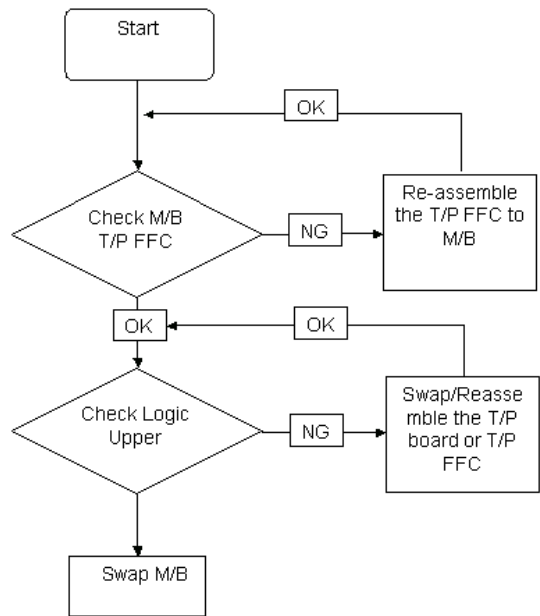 Start
OK
Check M/B
T/P FFC
NG
Re-assemble
the T/P FFC to
M/B
OK
OK
Check Logic
Upper
NG
Swap/Reasse
mble the T/P
board or T/P
FFC
Swap M/B